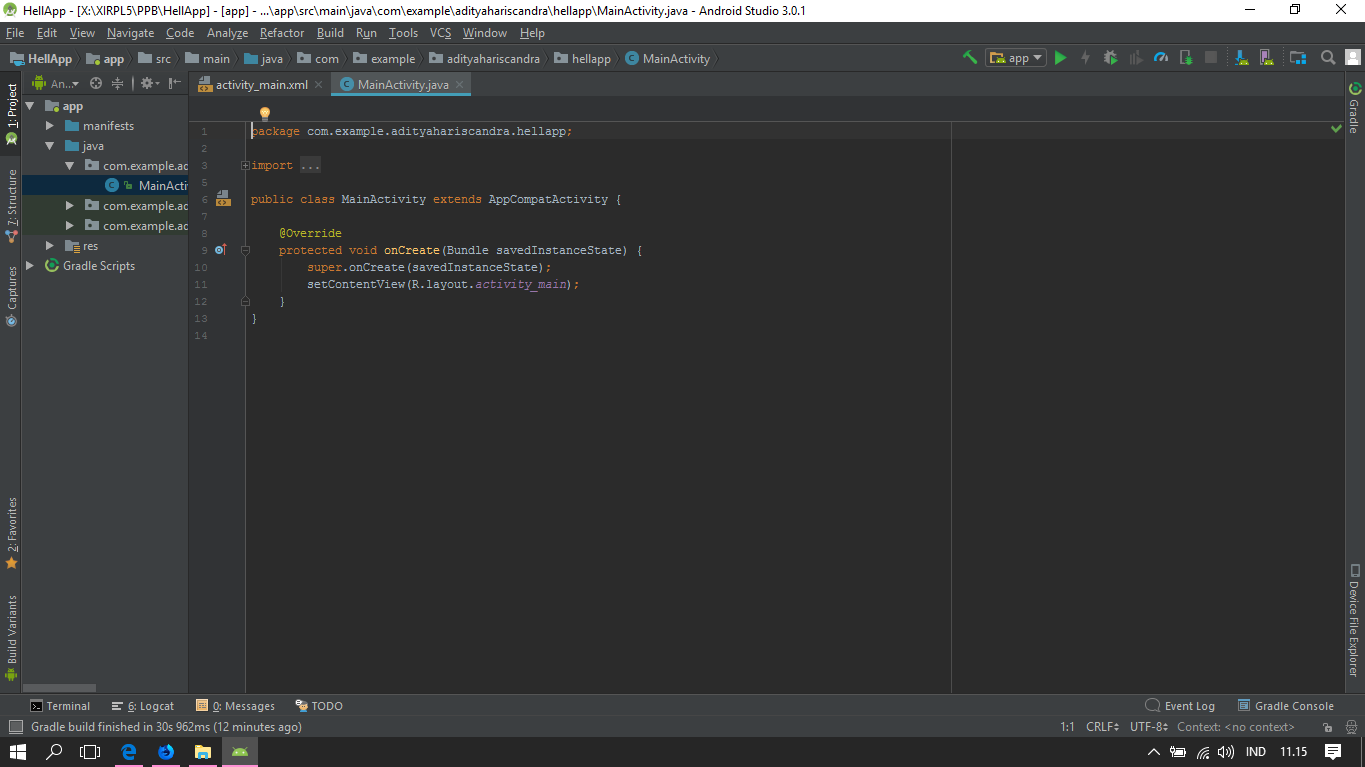 HellApp - [X:\XIRPL5\PPB\HellApp] - [app] - ...\app\src\main\java\com\example\adityahariscandra\hellapp\MainActivity.java - Android Studio 3.0.1
File Edit View Navigate Code Analyze Refactor Build Run Tools VCS Window Help
HellApp app src main java com example adityahariscandra hellapp MainActivity app
An... activity_main.xml MainActivity.java
1: Project
7: Structure
Captures
2: Favorites
Build Variants
app
manifests
java
com.example.ad
MainActi
com.example.ad
com.example.ad
res
Gradle Scripts
1 package com.example.adityahariscandra.hellapp;
2
3 import ...
5
6 public class MainActivity extends AppCompatActivity {
7
8 @Override
9 protected void onCreate(Bundle savedInstanceState) {
10 super.onCreate(savedInstanceState);
11 setContentView(R.layout.activity_main);
12 }
13 }
14
Gradle
Device File Explorer
Terminal 6: Logcat 0: Messages TODO Event Log Gradle Console
Gradle build finished in 30s 962ms (12 minutes ago) 1:1 CRLF UTF-8 Context: <no context>
IND 11.15